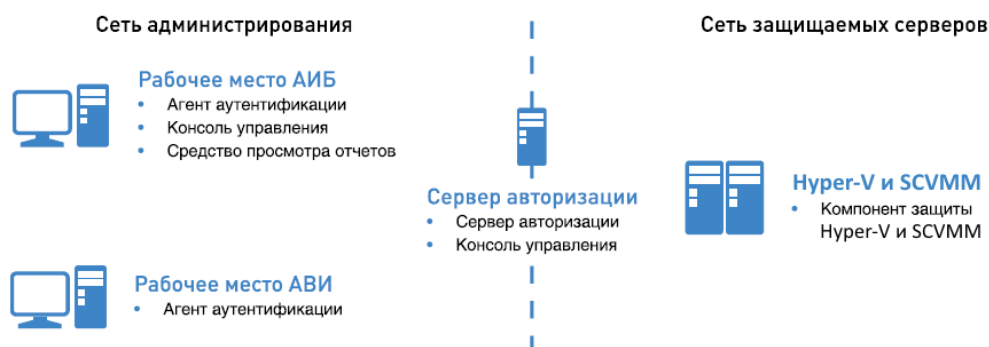 Сеть администрирования
Сеть защищаемых серверов
Рабочее место АИБ
• Агент аутентификации
• Консоль управления
• Средство просмотра отчетов
Сервер авторизации
• Сервер авторизации
• Консоль управления
Hyper-V и SCVMM
• Компонент защиты
Hyper-V и SCVMM
Рабочее место АВИ
• Агент аутентификации